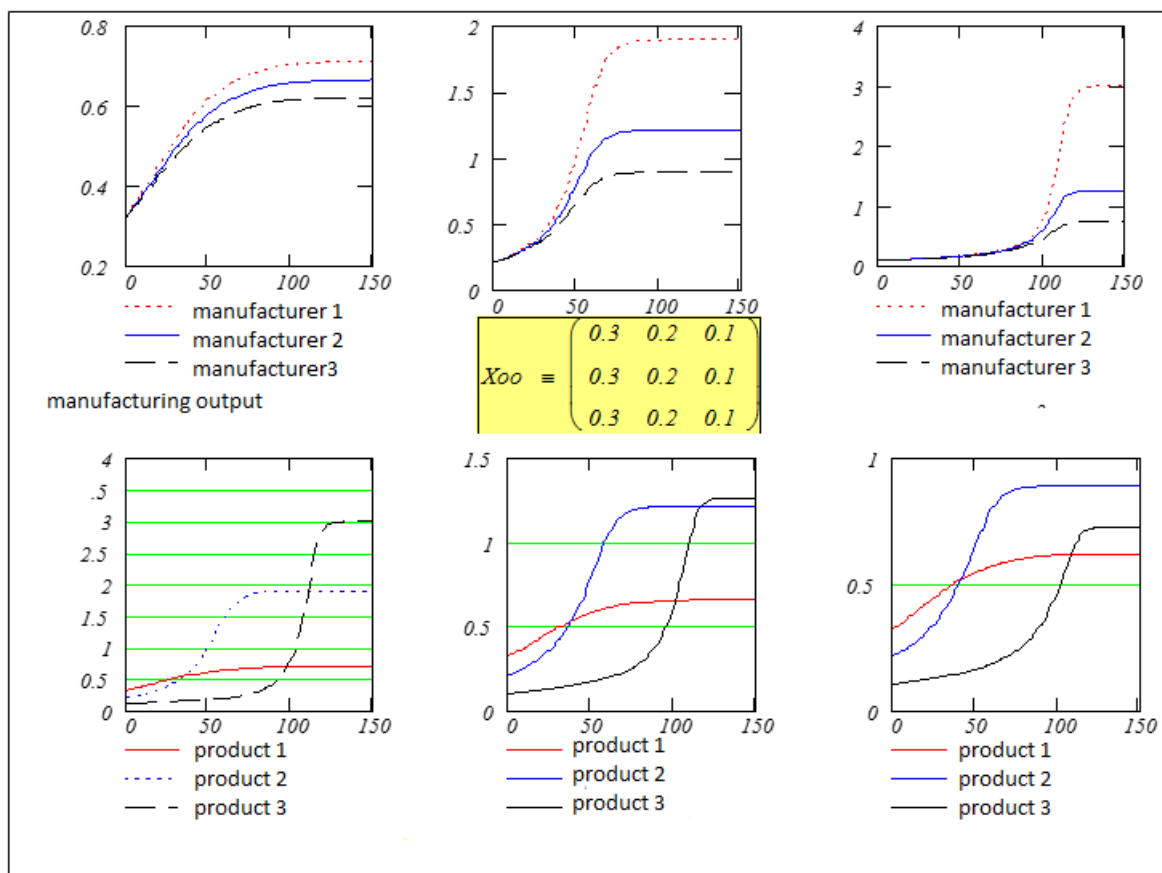 0.8
0.6
0.4
0.2
0 50 100 150
manufacturer 1
manufacturer 2
manufacturer3
manufacturing output
2
1.5
1
0.5
0
0 50 100 150
Xoo ≡
0.3 0.2 0.1
0.3 0.2 0.1
0.3 0.2 0.1
4
3
2
1
0
0 50 100 150
manufacturer 1
manufacturer 2
manufacturer 3
4
.5
3
2.5
2
1.5
1
0.5
0
0 50 100 150
product 1
product 2
product 3
1.5
1
0.5
0
0 50 100 150
product 1
product 2
product 3
1
0.5
0
0 50 100 150
product 1
product 2
product 3